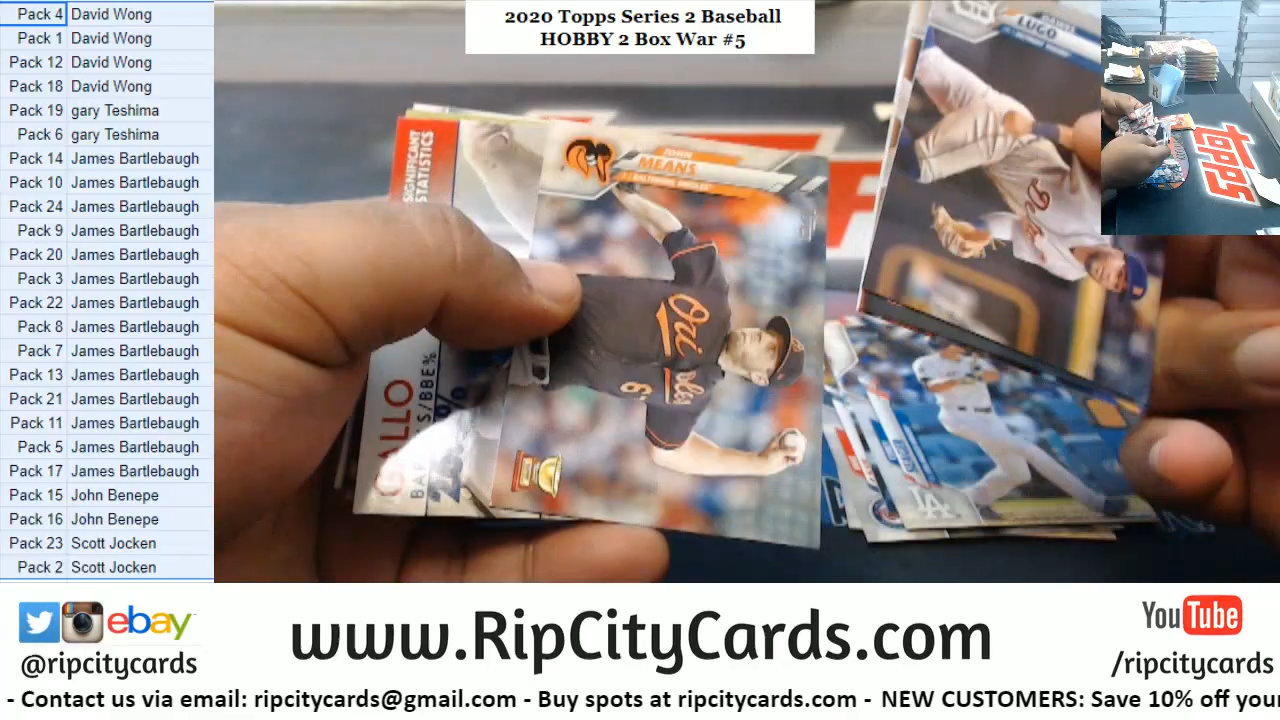 Pack 4 David Wong
Pack 1 David Wong
Pack 12 David Wong
Pack 18 David Wong
Pack 19 gary Teshima
Pack 6 gary Teshima
Pack 14 James Bartlebaugh
Pack 10 James Bartlebaugh
Pack 24 James Bartlebaugh
Pack 9 James Bartlebaugh
Pack 20 James Bartlebaugh
Pack 3 James Bartlebaugh
Pack 22 James Bartlebaugh
Pack 8 James Bartlebaugh
Pack 7 James Bartlebaugh
Pack 13 James Bartlebaugh
Pack 21 James Bartlebaugh
Pack 11 James Bartlebaugh
Pack 5 James Bartlebaugh
Pack 17 James Bartlebaugh
Pack 15 John Benepe
Pack 16 John Benepe
Pack 23 Scott Jocken
Pack 2 Scott Jocken
2020 Topps Series 2 Baseball
HOBBY 2 Box War #5
SIGNIFICANT
STATISTICS
JOHN
MEANS
BALTIMORE ORIOLES
LUGO
TOPPS
LA
ebay
@ripcitycards
www.RipCityCards.com
YouTube
/ripcitycards
- Contact us via email: ripcitycards@gmail.com - Buy spots at ripcitycards.com - NEW CUSTOMERS: Save 10% off your